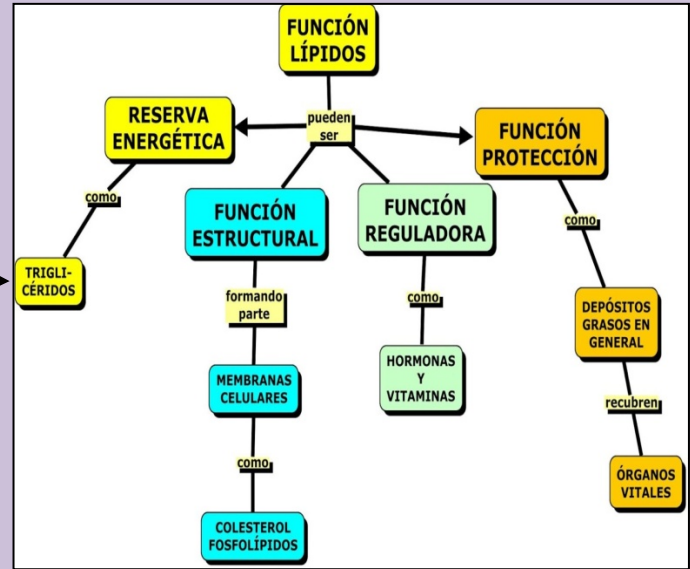 FUNCIÓN
LÍPIDOS
pueden
ser
RESERVA
ENERGÉTICA
como
TRIGLI-
CÉRIDOS
FUNCIÓN
ESTRUCTURAL
formando
parte
MEMBRANAS
CELULARES
como
COLESTEROL
FOSFOLÍPIDOS
FUNCIÓN
REGULADORA
como
HORMONAS
Y
VITAMINAS
FUNCIÓN
PROTECCIÓN
como
DEPÓSITOS
GRASOS EN
GENERAL
recubren
ÓRGANOS
VITALES